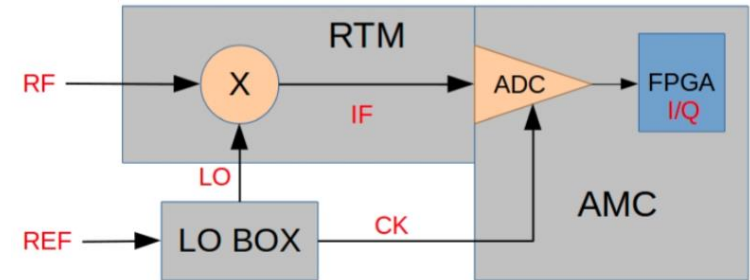 RTM
RF
X
ADC
FPGA
I/Q
IF
LO
AMC
REF
LO BOX
CK